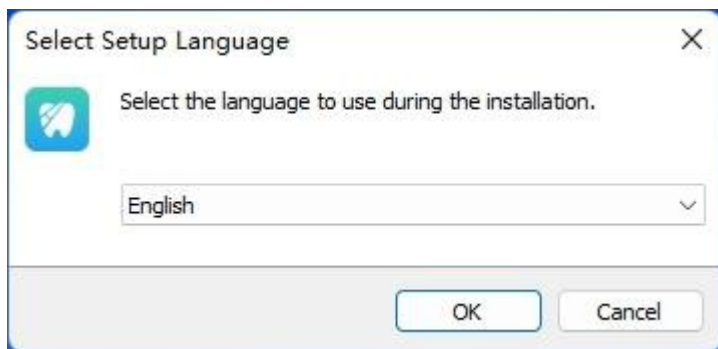 Select Setup Language
Select the language to use during the installation.
English
OK
Cancel